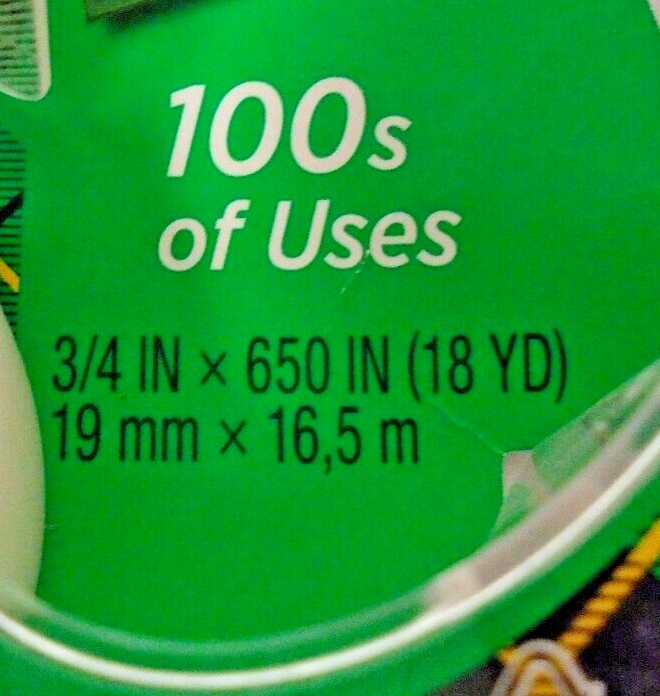 100s
of Uses
3/4 IN × 650 IN (18 YD)
19 mm × 16,5 m